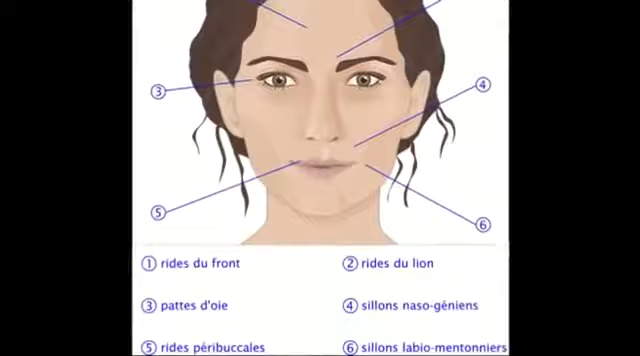 ③
④
⑤
⑥
① rides du front
② rides du lion
③ pattes d'oie
④ sillons naso-géniens
⑤ rides péribuccales
⑥ sillons labio-mentonniers